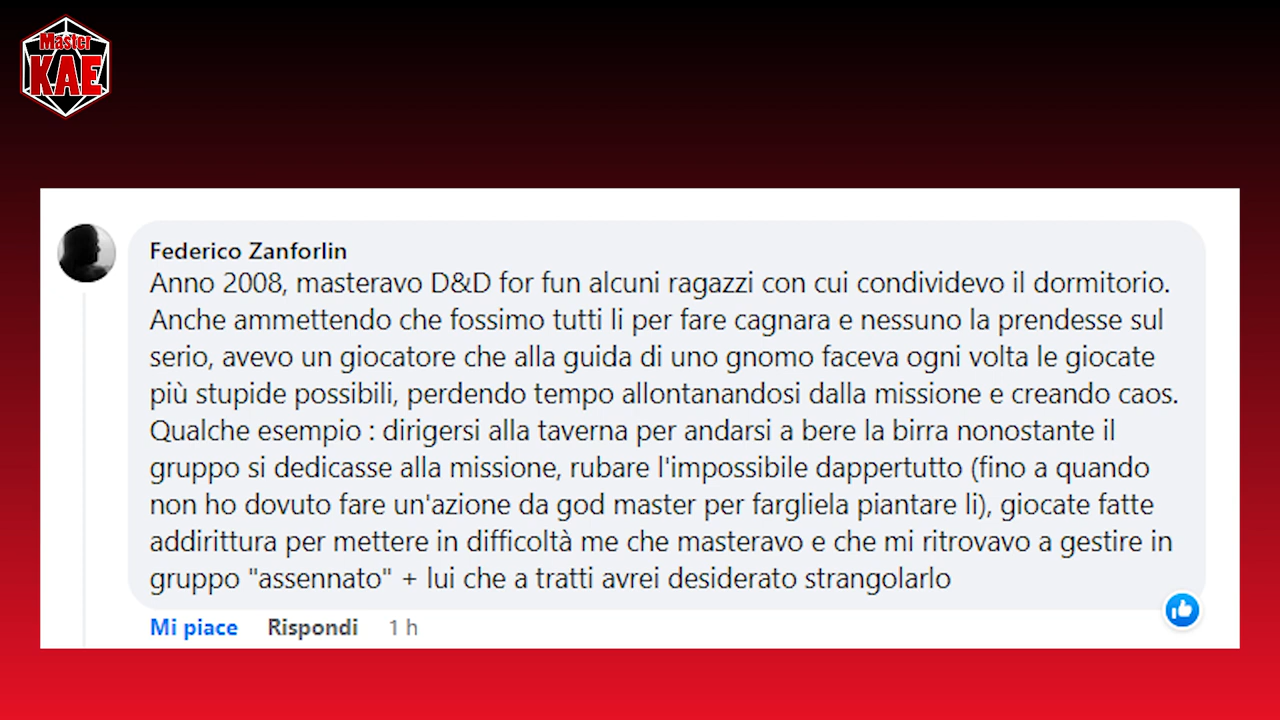 Master
KAE
Federico Zanforlin
Anno 2008, masteravo D&D for fun alcuni ragazzi con cui condividevo il dormitorio.
Anche ammettendo che fossimo tutti li per fare cagnara e nessuno la prendesse sul
serio, avevo un giocatore che alla guida di uno gnomo faceva ogni volta le giocate
più stupide possibili, perdendo tempo allontanandosi dalla missione e creando caos.
Qualche esempio : dirigersi alla taverna per andarsi a bere la birra nonostante il
gruppo si dedicasse alla missione, rubare l'impossibile dappertutto (fino a quando
non ho dovuto fare un'azione da god master per fargliela piantare li), giocate fatte
addirittura per mettere in difficoltà me che masteravo e che mi ritrovavo a gestire in
gruppo "assennato" + lui che a tratti avrei desiderato strangolarlo
Mi piace Rispondi 1 h